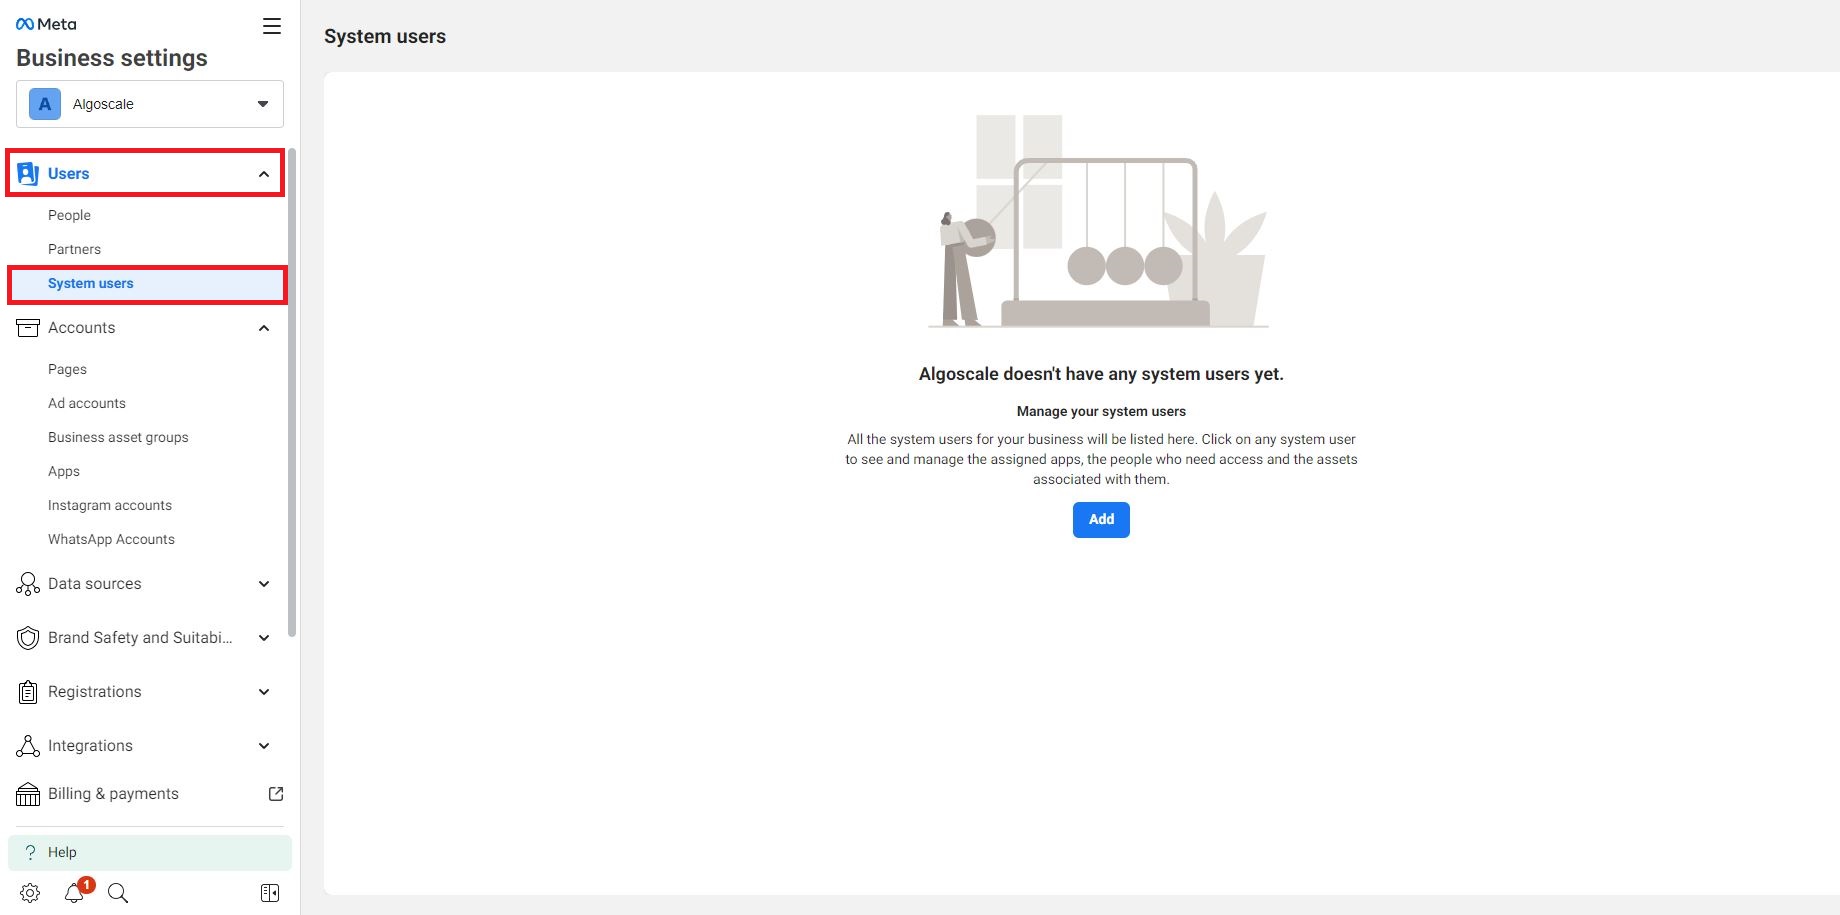 Meta
Business settings
A Algoscale
Users
People
Partners
System users
Accounts
Pages
Ad accounts
Business asset groups
Apps
Instagram accounts
WhatsApp Accounts
Data sources
Brand Safety and Suitabi...
Registrations
Integrations
Billing & payments
? Help
1
System users
Algoscale doesn't have any system users yet.
Manage your system users
All the system users for your business will be listed here. Click on any system user
to see and manage the assigned apps, the people who need access and the assets
associated with them.
Add